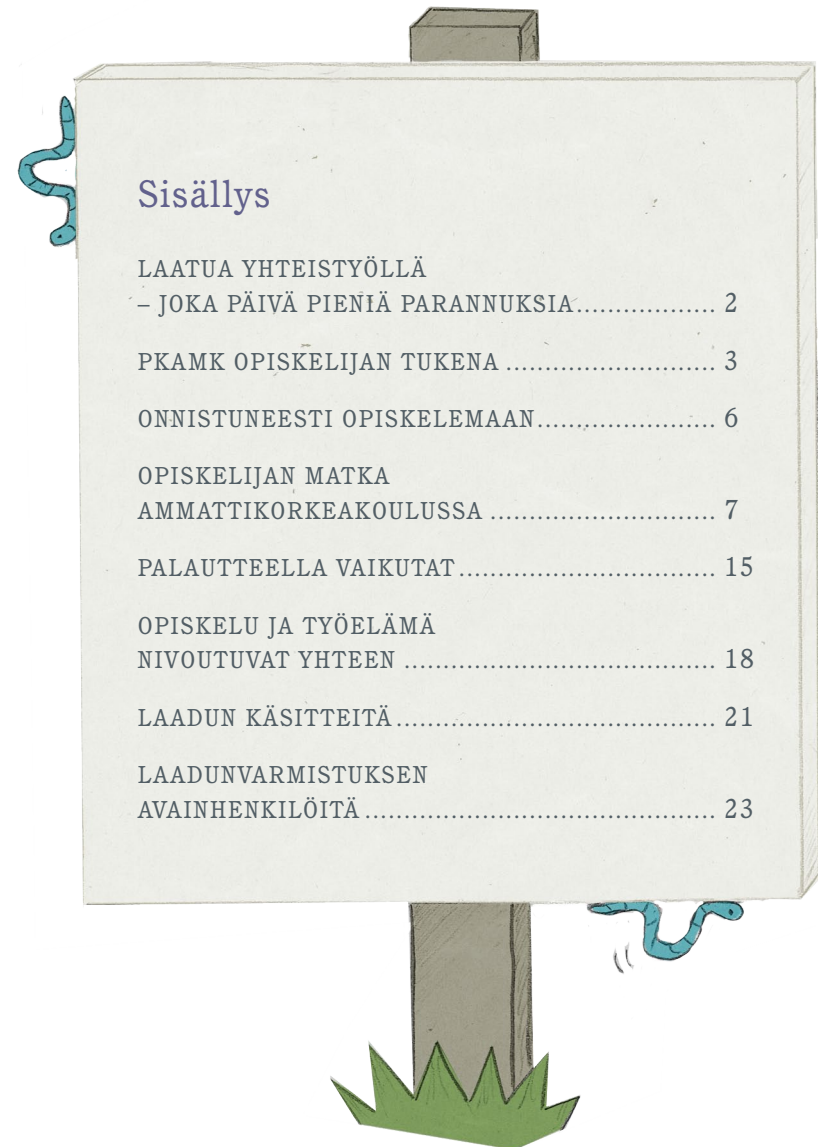 Sisällys
LAATUA YHTEISTYÖLLÄ
– JOKA PÄIVÄ PIENIÄ PARANNUKSIA................. 2
PKAMK OPISKELIJAN TUKENA ......................... 3
ONNISTUNEESTI OPISKELEMAAN...................... 6
OPISKELIJAN MATKA
AMMATTIKORKEAKOULUSSA ........................... 7
PALAUTTEELLA VAIKUTAT.............................. 15
OPISKELU JA TYÖELÄMÄ
NIVOUTUVAT YHTEEN ..................................... 18
LAADUN KÄSITTEITÄ...................................... 21
LAADUNVARMISTUKSEN
AVAINHENKILÖITÄ.......................................... 23